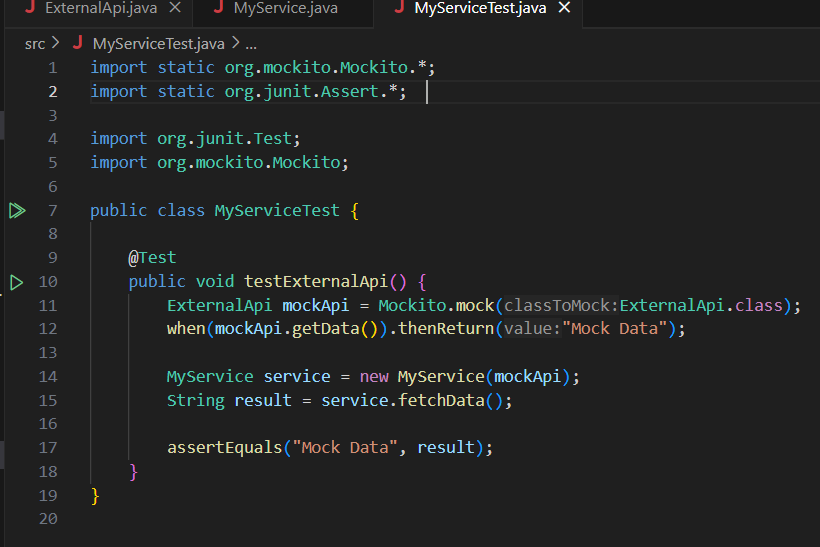 ExternalApi.java MyService.java MyServiceTest.java
src > MyServiceTest.java > ...
1 import static org.mockito.Mockito.*;
2 import static org.junit.Assert.*;
3
4 import org.junit.Test;
5 import org.mockito.Mockito;
6
7 public class MyServiceTest {
8
9 @Test
10 public void testExternalApi() {
11 ExternalApi mockApi = Mockito.mock(classToMock:ExternalApi.class);
12 when(mockApi.getData()).thenReturn(value:"Mock Data");
13
14 MyService service = new MyService(mockApi);
15 String result = service.fetchData();
16
17 assertEquals("Mock Data", result);
18 }
19 }
20